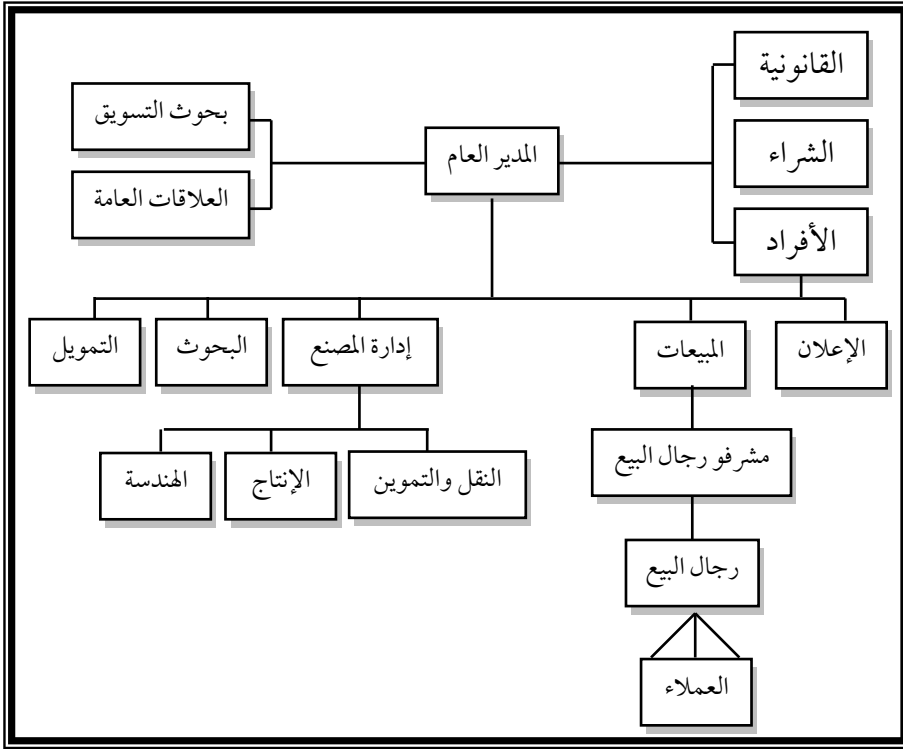 القانونية
بحوث التسويق
الشراء
المدير العام
العلاقات العامة
الأفراد
الإعلان
المبيعات
إدارة المصنع
البحوث
التمويل
مشرفو رجال البيع
النقل والتموين
الإنتاج
الهندسة
رجال البيع
العملاء